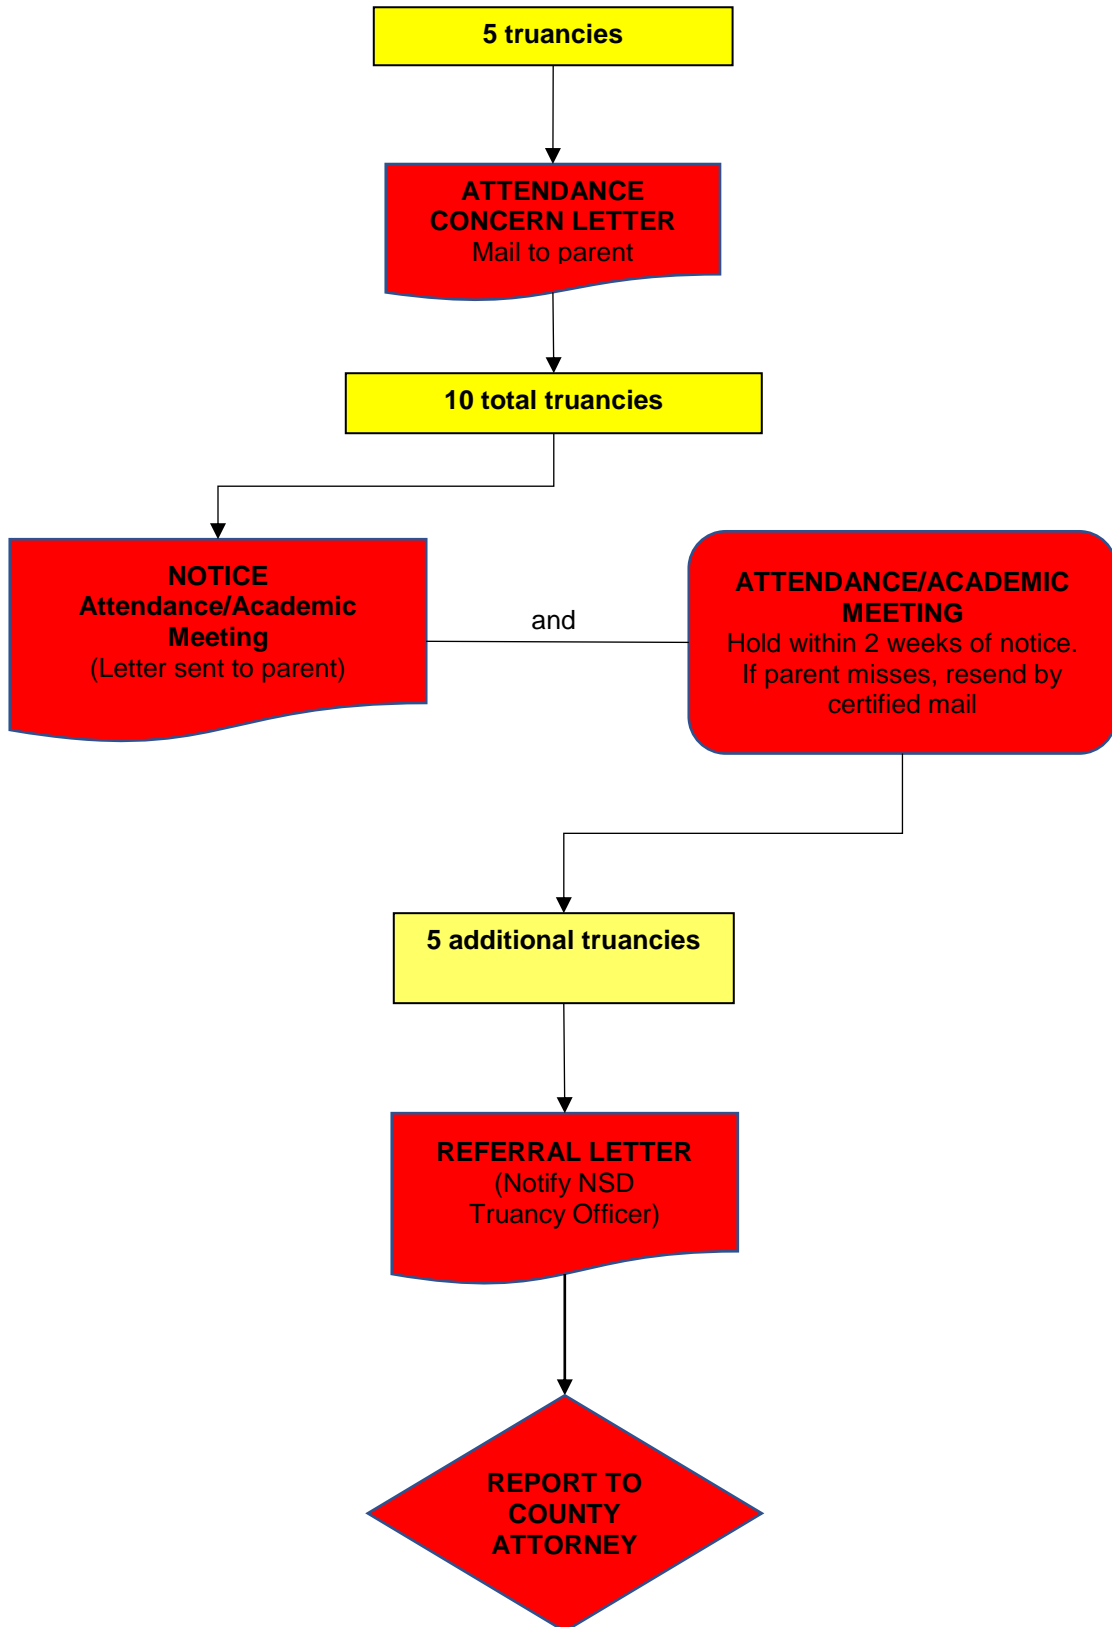 5 truancies
ATTENDANCE
CONCERN LETTER
Mail to parent
10 total truancies
NOTICE
Attendance/Academic
Meeting
(Letter sent to parent)
and
ATTENDANCE/ACADEMIC
MEETING
Hold within 2 weeks of notice.
If parent misses, resend by
certified mail
5 additional truancies
REFERRAL LETTER
(Notify NSD
Truancy Officer)
REPORT TO
COUNTY
ATTORNEY